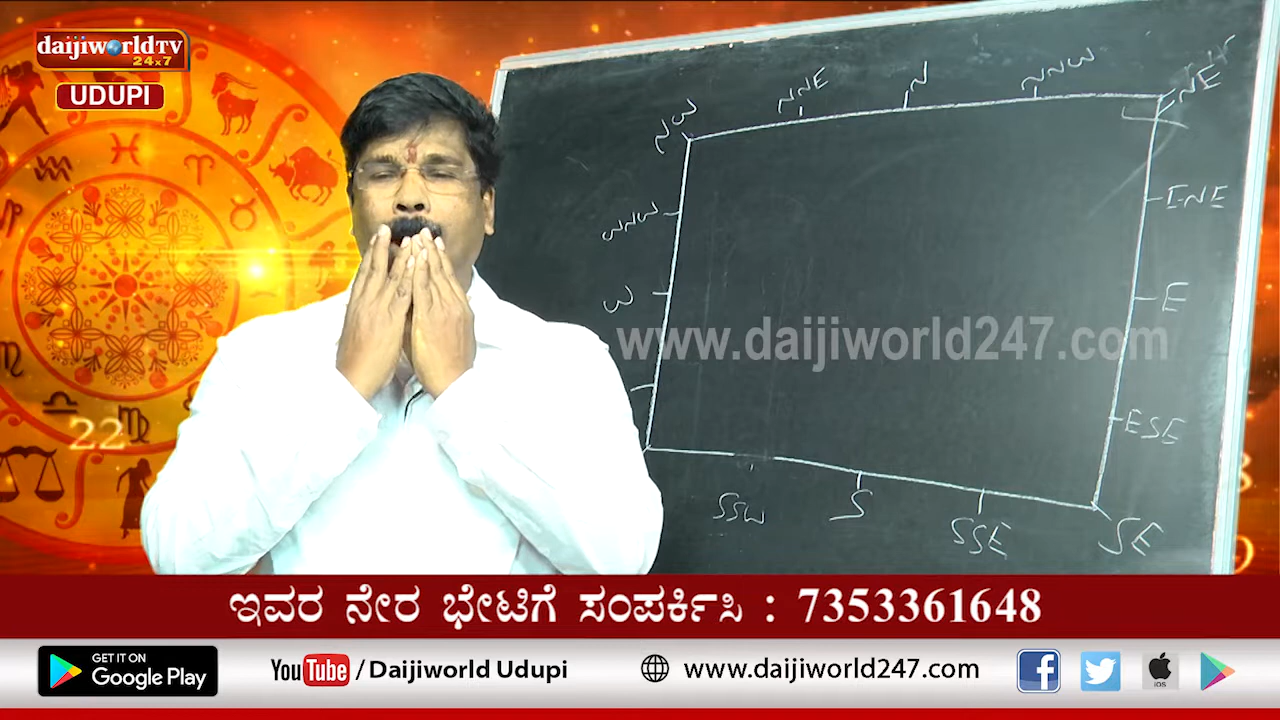 daijiworldTV
24x7
UDUPI
NW
NNE
N
NNW
ENE
WNW
ENE
W
E
www.daijiworld247.com
22
ESE
SSW
S
SSE
SE
ಇವರ ನೇರ ಭೇಟಿಗೆ ಸಂಪರ್ಕಿಸಿ : 7353361648
GET IT ON
Google Play
YouTube / Daijiworld Udupi
www.daijiworld247.com
iOS